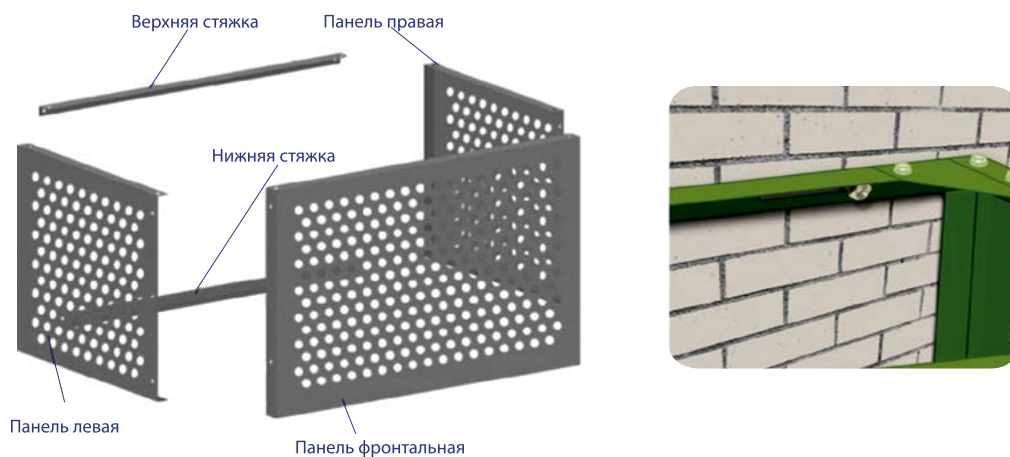 Верхняя стяжка
Панель правая
Нижняя стяжка
Панель левая
Панель фронтальная